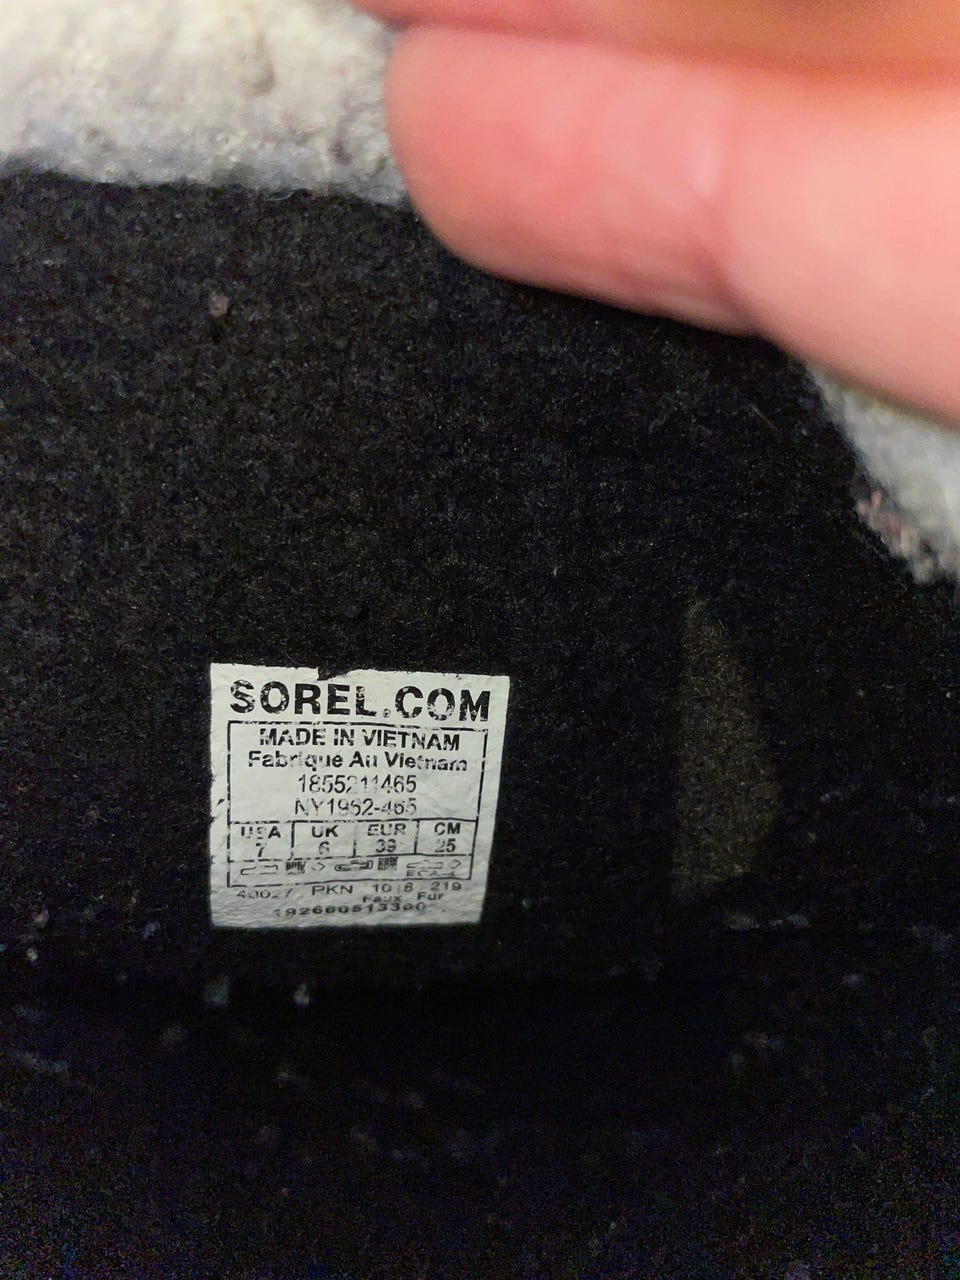 SOREL.COM
MADE IN VIETNAM
Fabrique Au Vietnam
1855211465
NY1952-465
USA UK EUR CM
7 6 39 25
40027 PKN 1018 219
Faux Fur